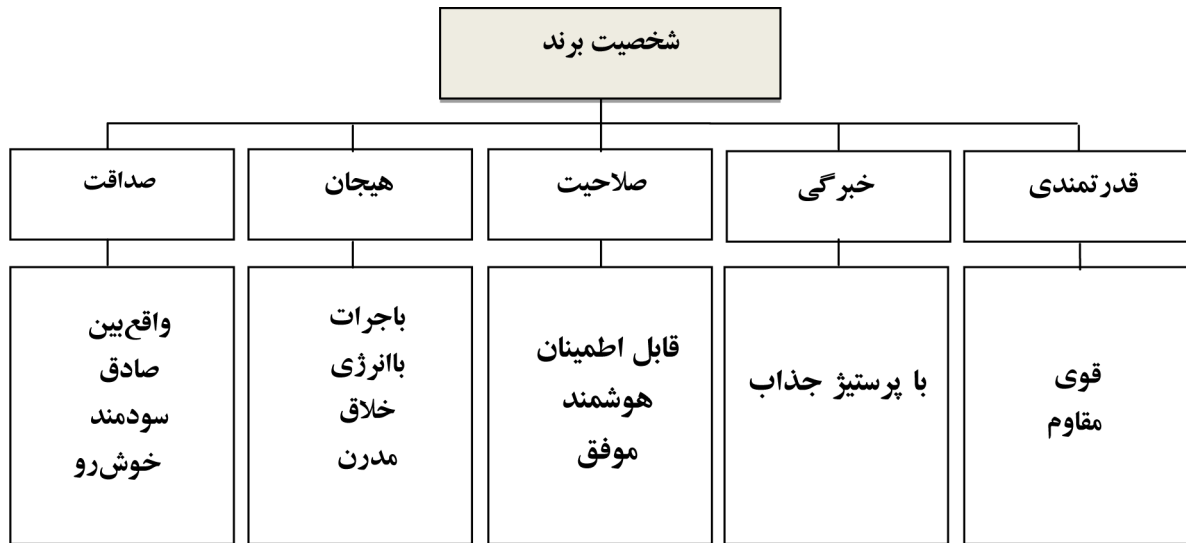 شخصیت برند
قدرتمندی
خبرگی
صلاحیت
هیجان
صداقت
قوی
مقاوم
با پرستیژ جذاب
قابل اطمینان
هوشمند
موفق
باجرات
باانرژی
خلاق
مدرن
واقع‌بین
صادق
سودمند
خوش‌رو